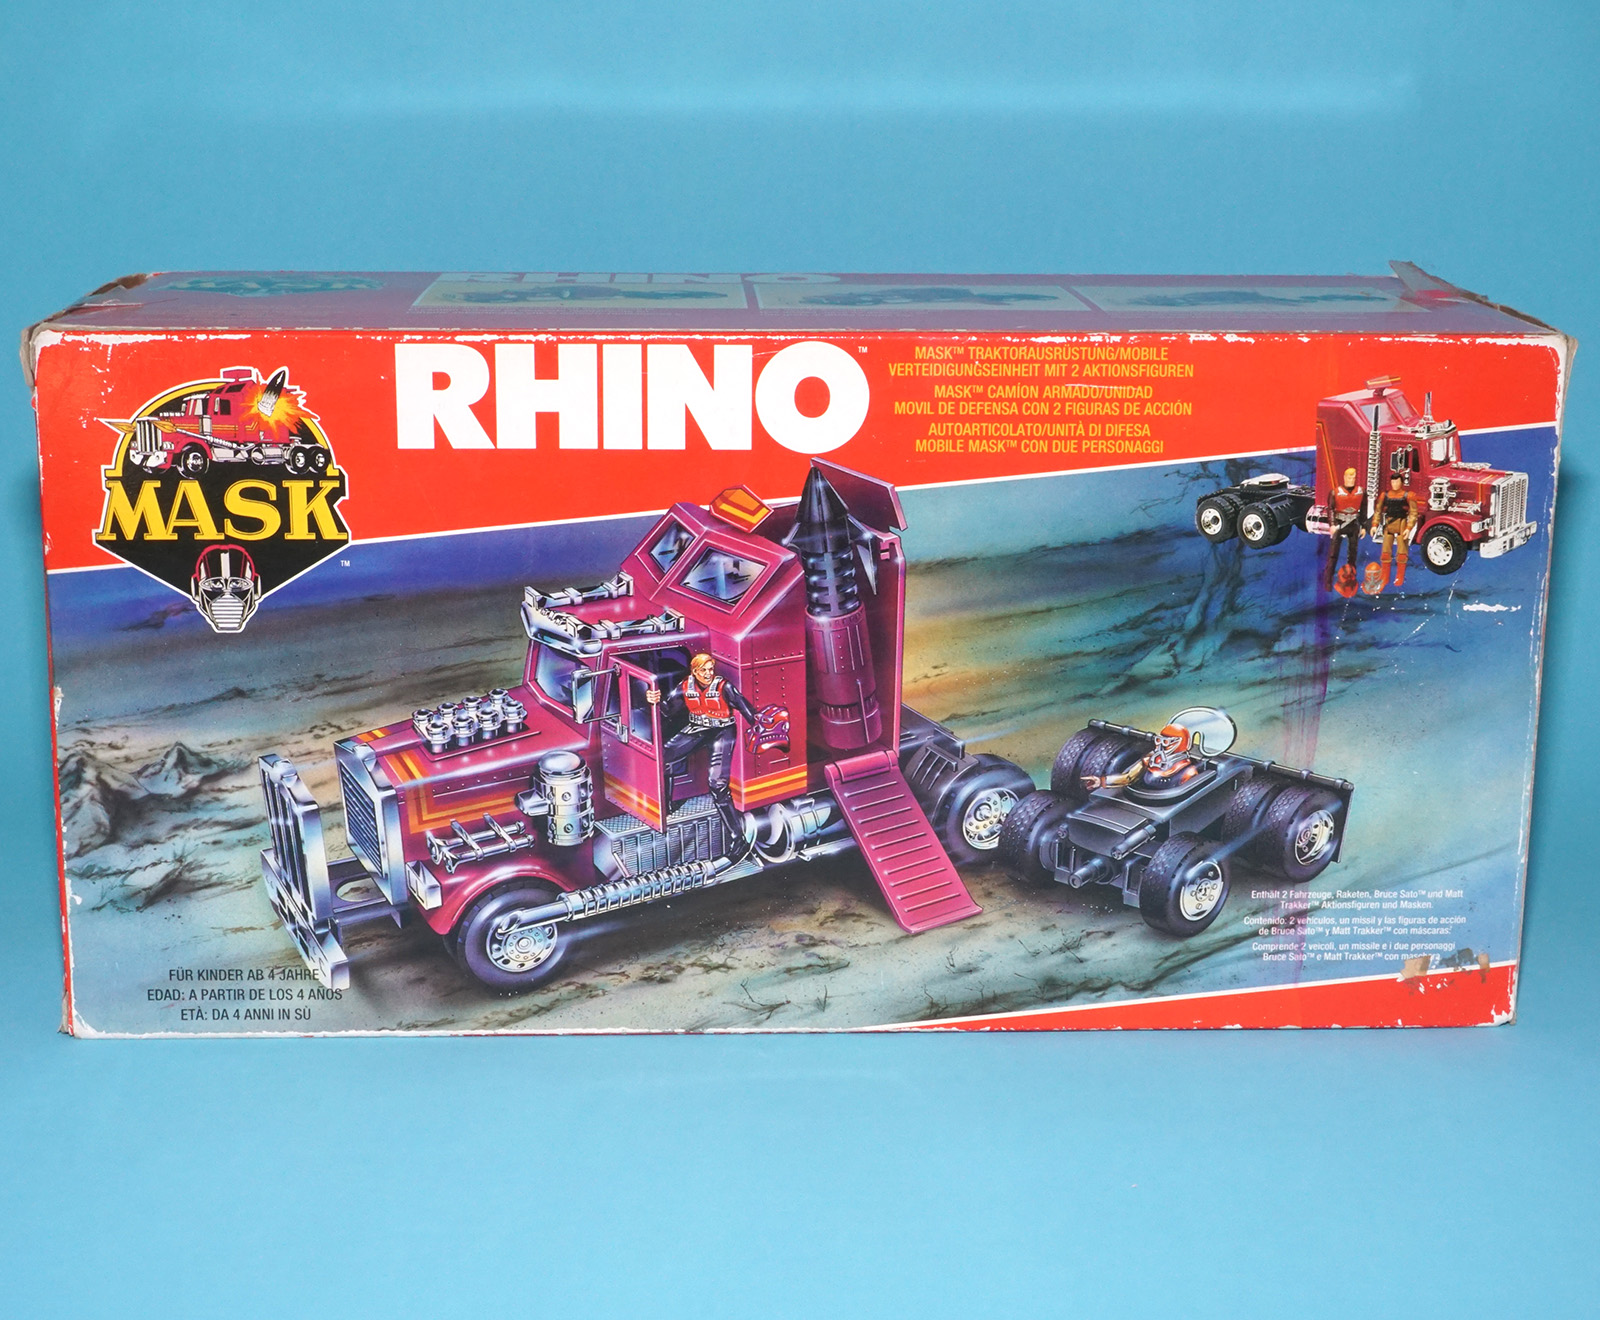 RHINO
RHINO™
MASK™ TRAKTORAUSRÜSTUNG/MOBILE
VERTEIDIGUNGSEINHEIT MIT 2 AKTIONSFIGUREN
MASK™ CAMÍON ARMADO/UNIDAD
MOVIL DE DEFENSA CON 2 FIGURAS DE ACCIÓN
AUTOARTICOLATO/UNITÀ DI DIFESA
MOBILE MASK™ CON DUE PERSONAGGI
MASK™
Enthält 2 Fahrzeuge, Raketen, Bruce Sato™ und Matt
Trakker™ Aktionsfiguren und Masken.
Contenido: 2 vehículos, un missil y las figuras de acción
de Bruce Sato™ y Matt Trakker™ con máscaras.
Comprende 2 veicoli, un missile e i due personaggi
Bruce Sato™ e Matt Trakker™ con maschera
FÜR KINDER AB 4 JAHRE
EDAD: A PARTIR DE LOS 4 AÑOS
ETÀ: DA 4 ANNI IN SÙ